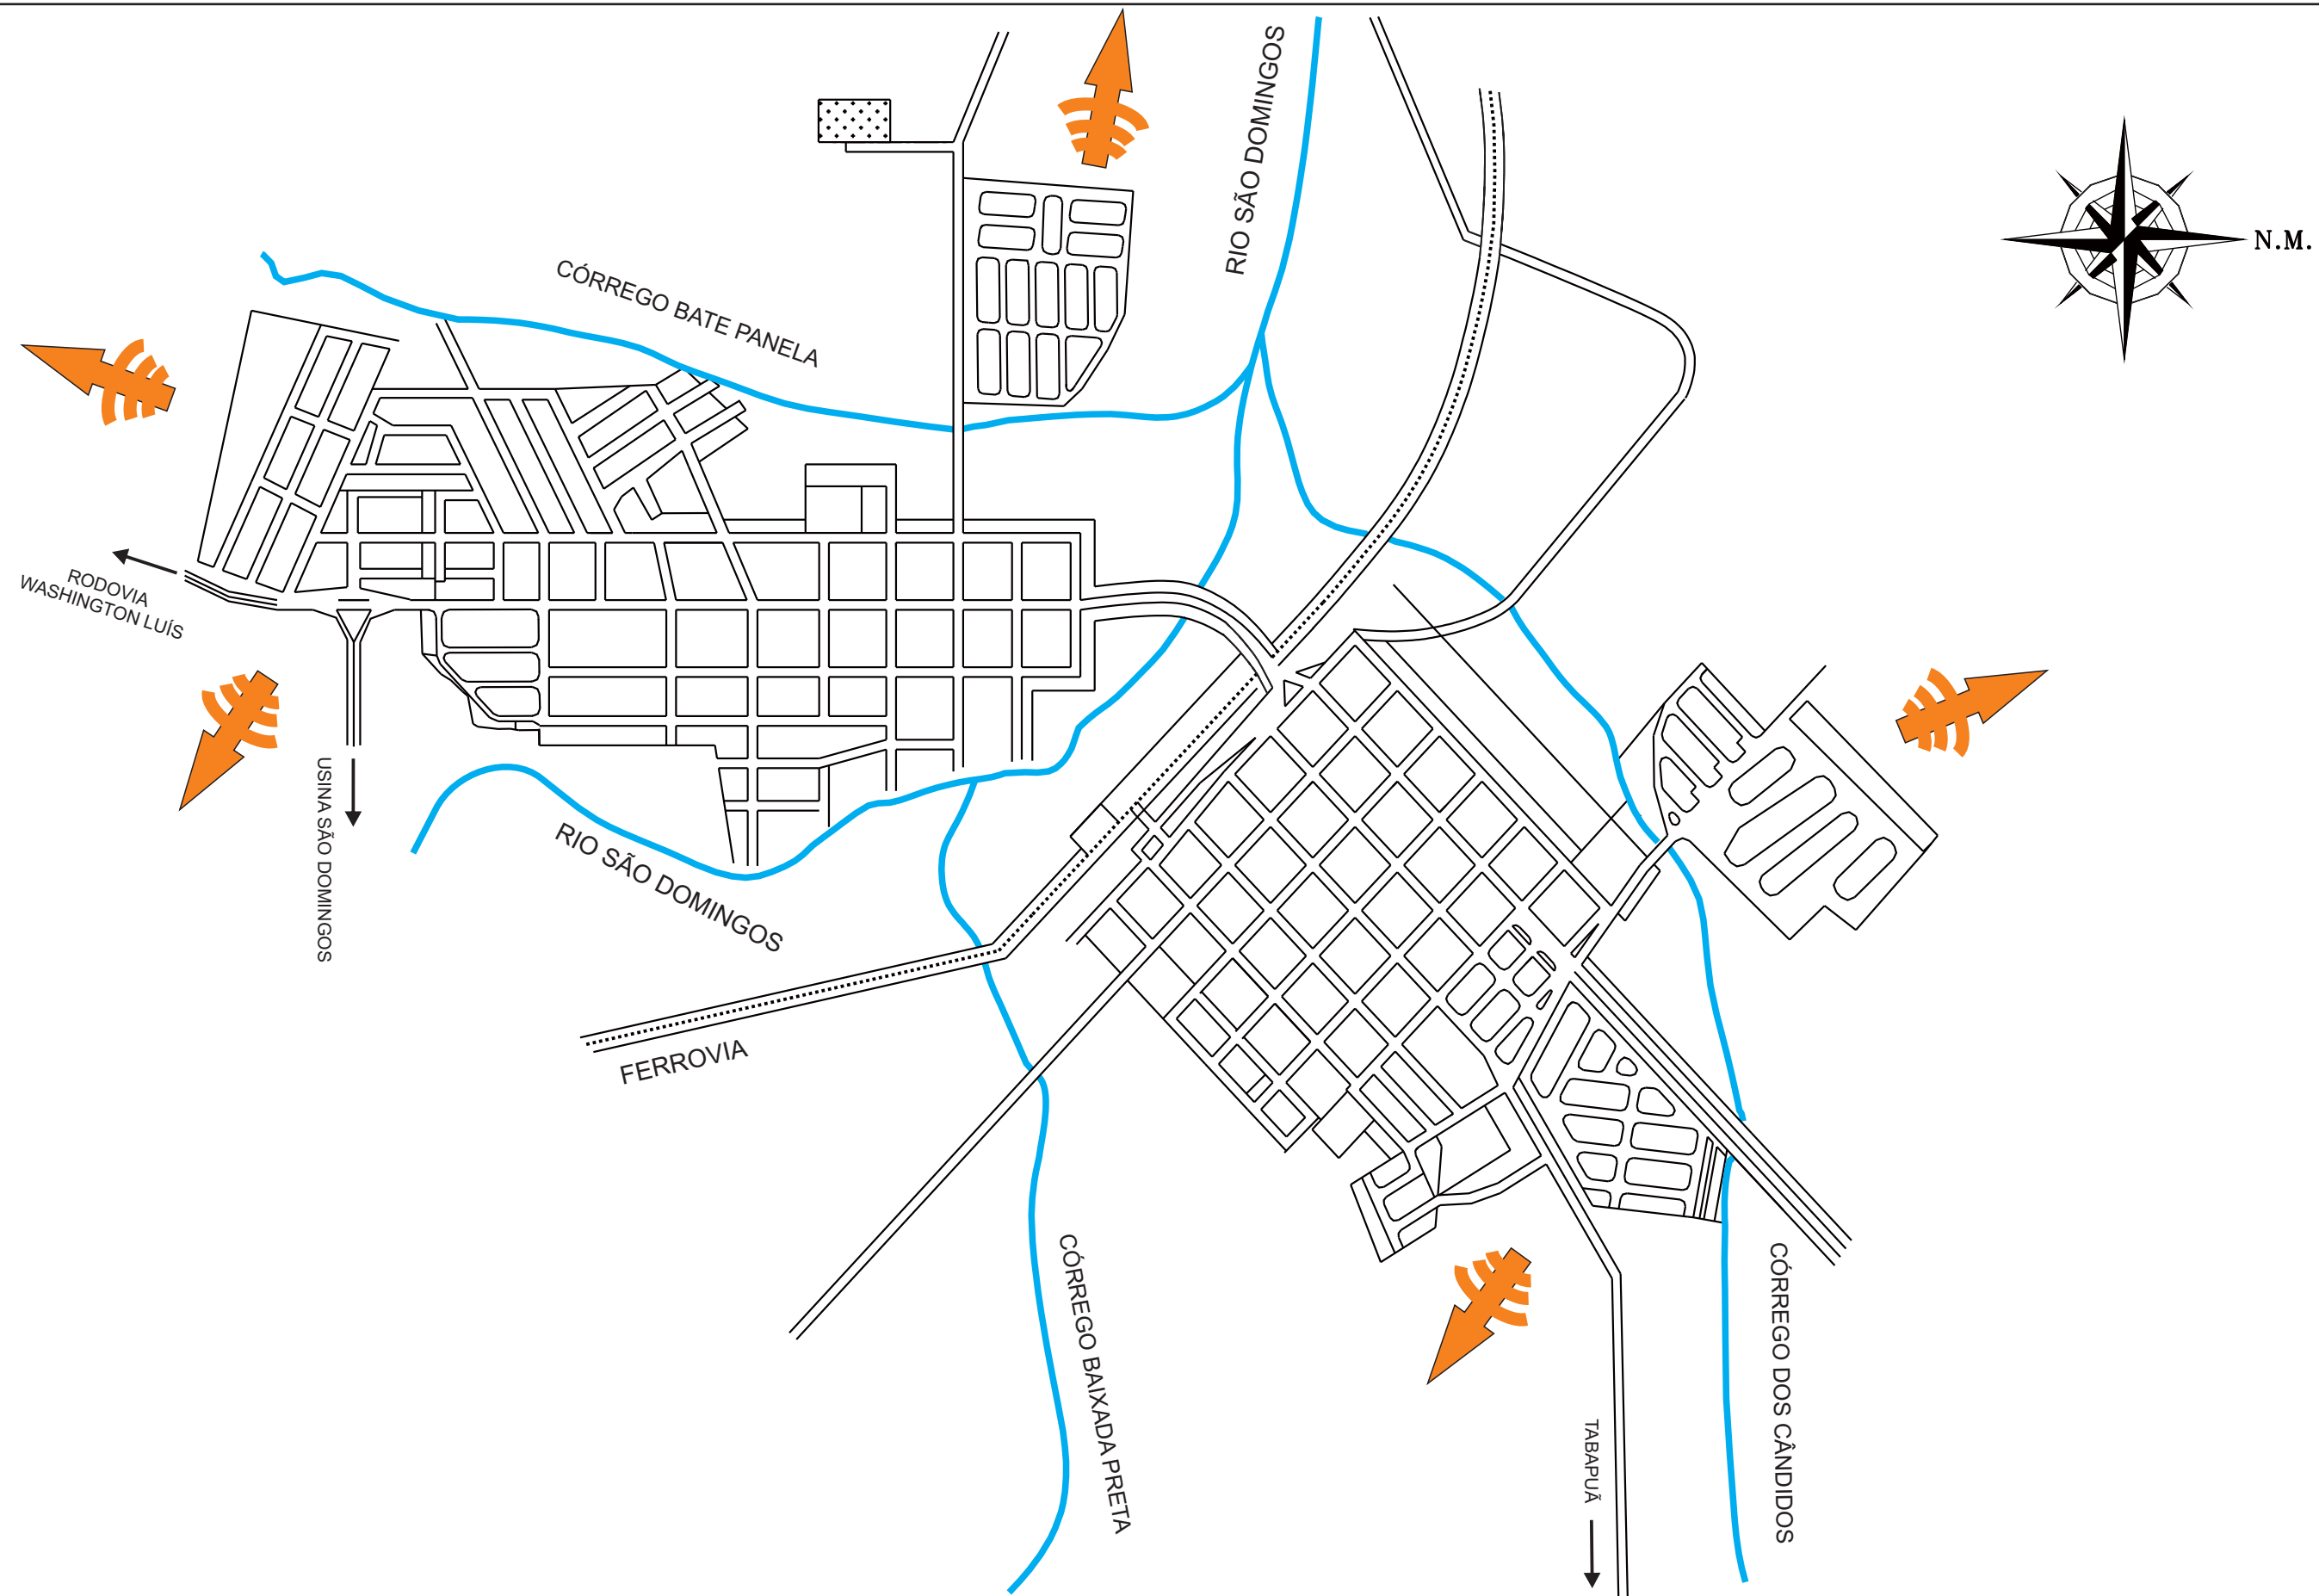 RIO SÃO DOMINGOS
N.M.
CÓRREGO BATE PANELA
RODOVIA
WASHINGTON LUÍS
USINA SÃO DOMINGOS
RIO SÃO DOMINGOS
FERROVIA
CÓRREGO BAIXADA PRETA
CÓRREGO DOS CÂNDIDOS
TABAPUÃ